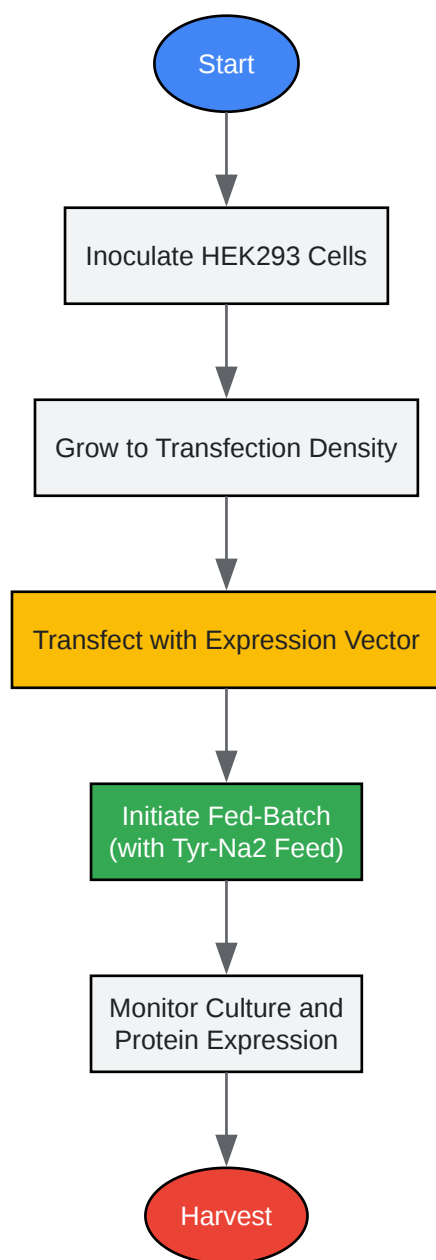 Start
Inoculate HEK293 Cells
Grow to Transfection Density
Transfect with Expression Vector
Initiate Fed-Batch
(with Tyr-Na2 Feed)
Monitor Culture and
Protein Expression
Harvest